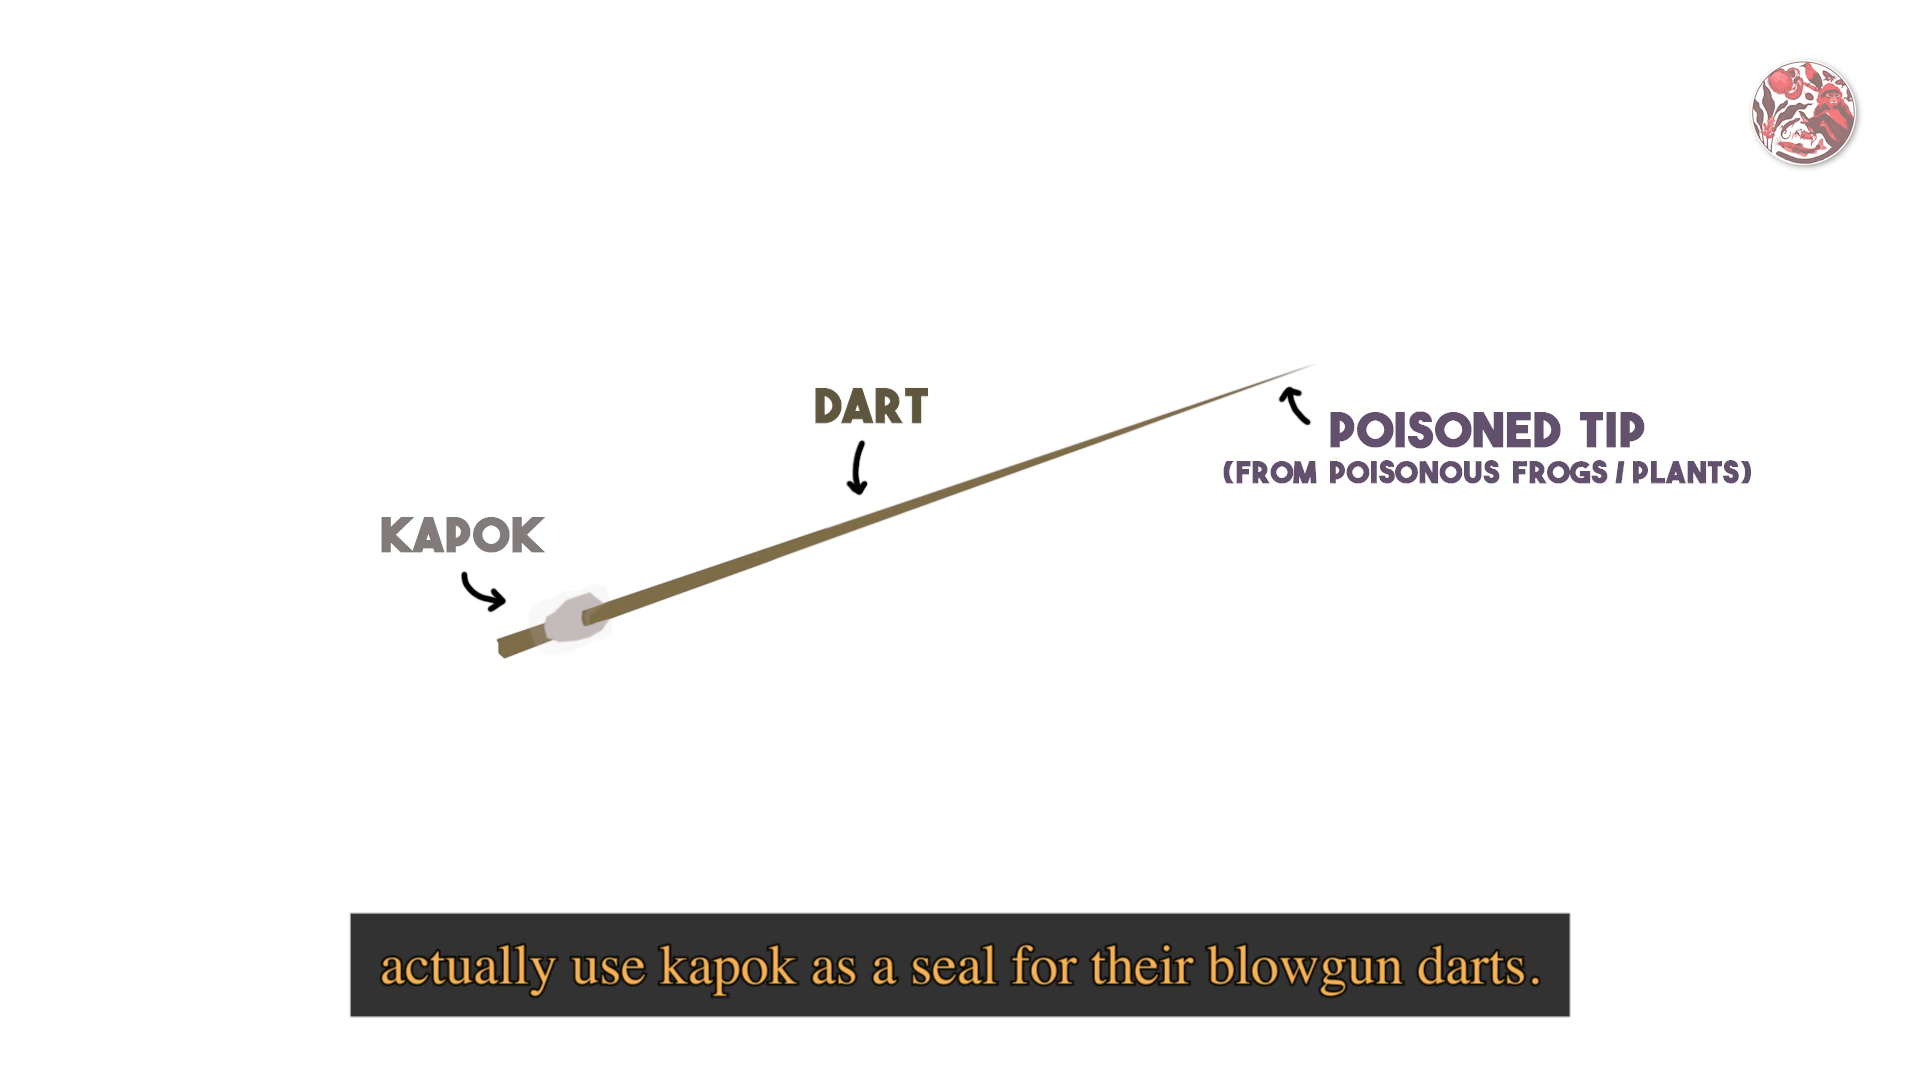 DART
POISONED TIP
(FROM POISONOUS FROGS / PLANTS)
KAPOK
actually use kapok as a seal for their blowgun darts.